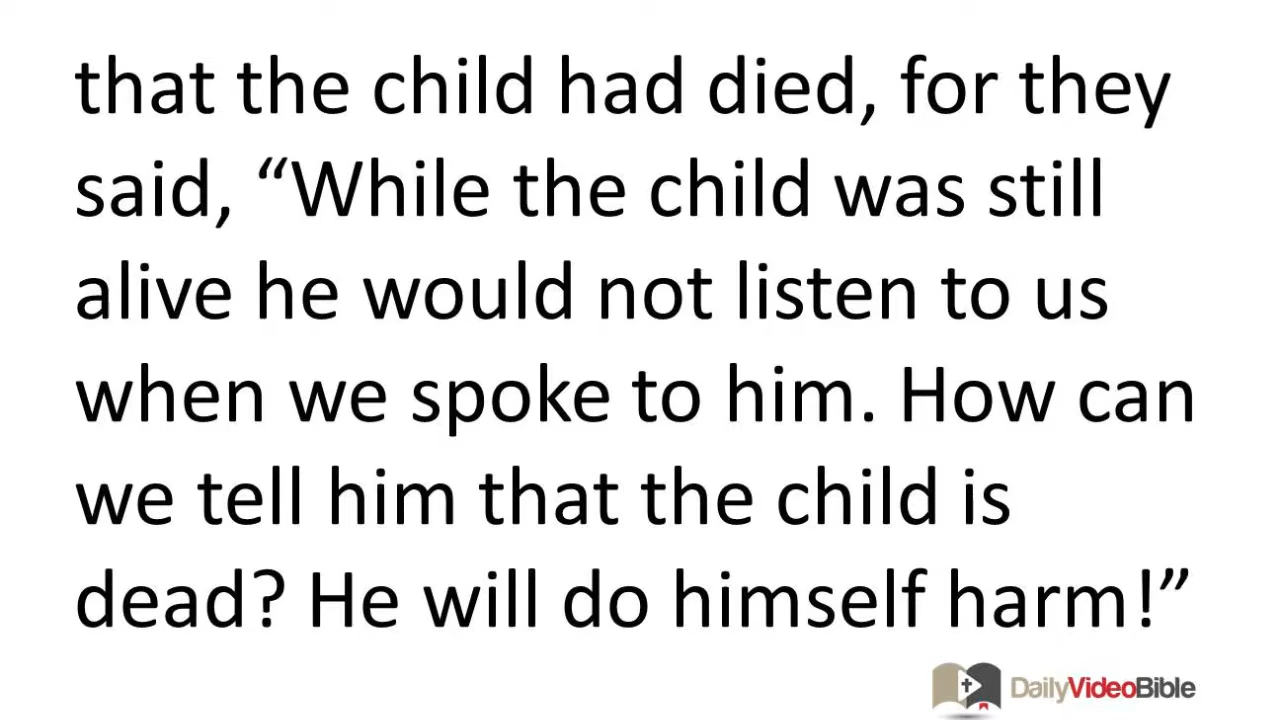 that the child had died, for they
said, “While the child was still
alive he would not listen to us
when we spoke to him. How can
we tell him that the child is
dead? He will do himself harm!”
DailyVideoBible